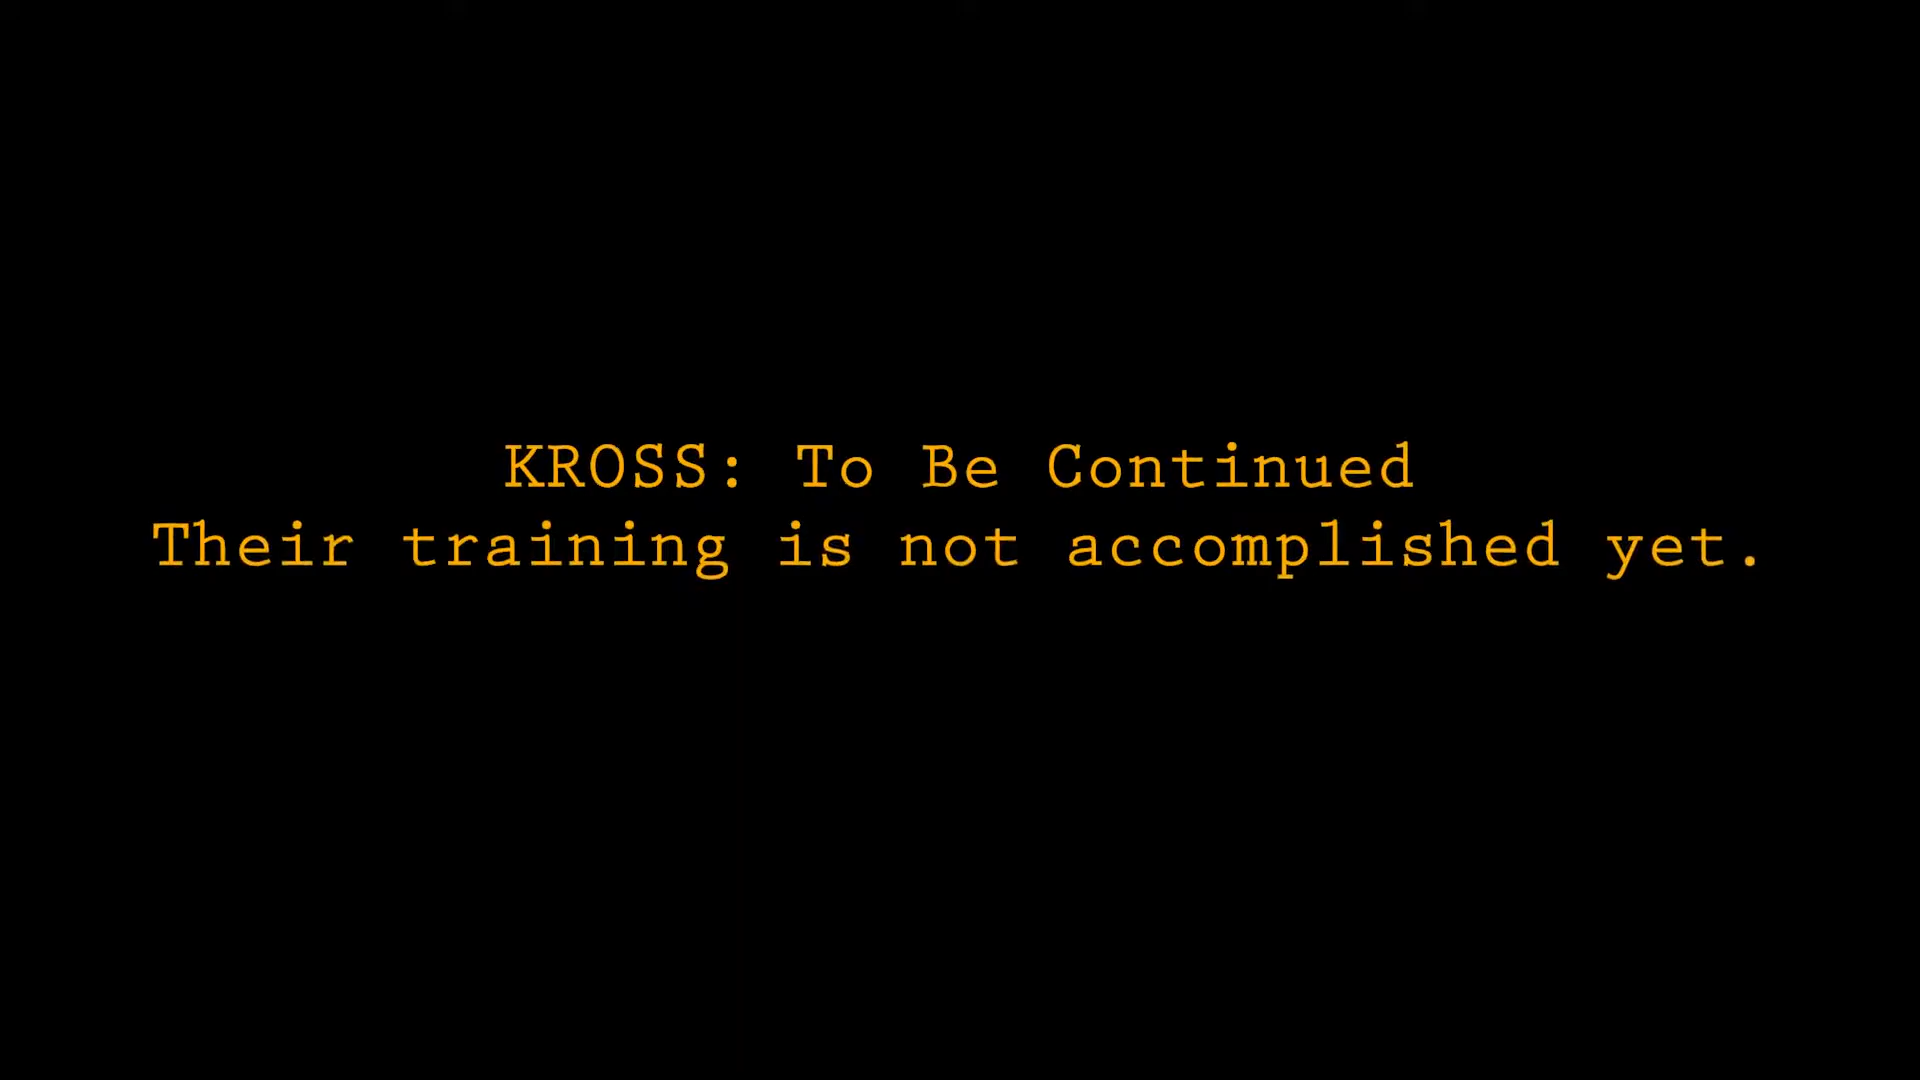 KROSS: To Be Continued
Their training is not accomplished yet.